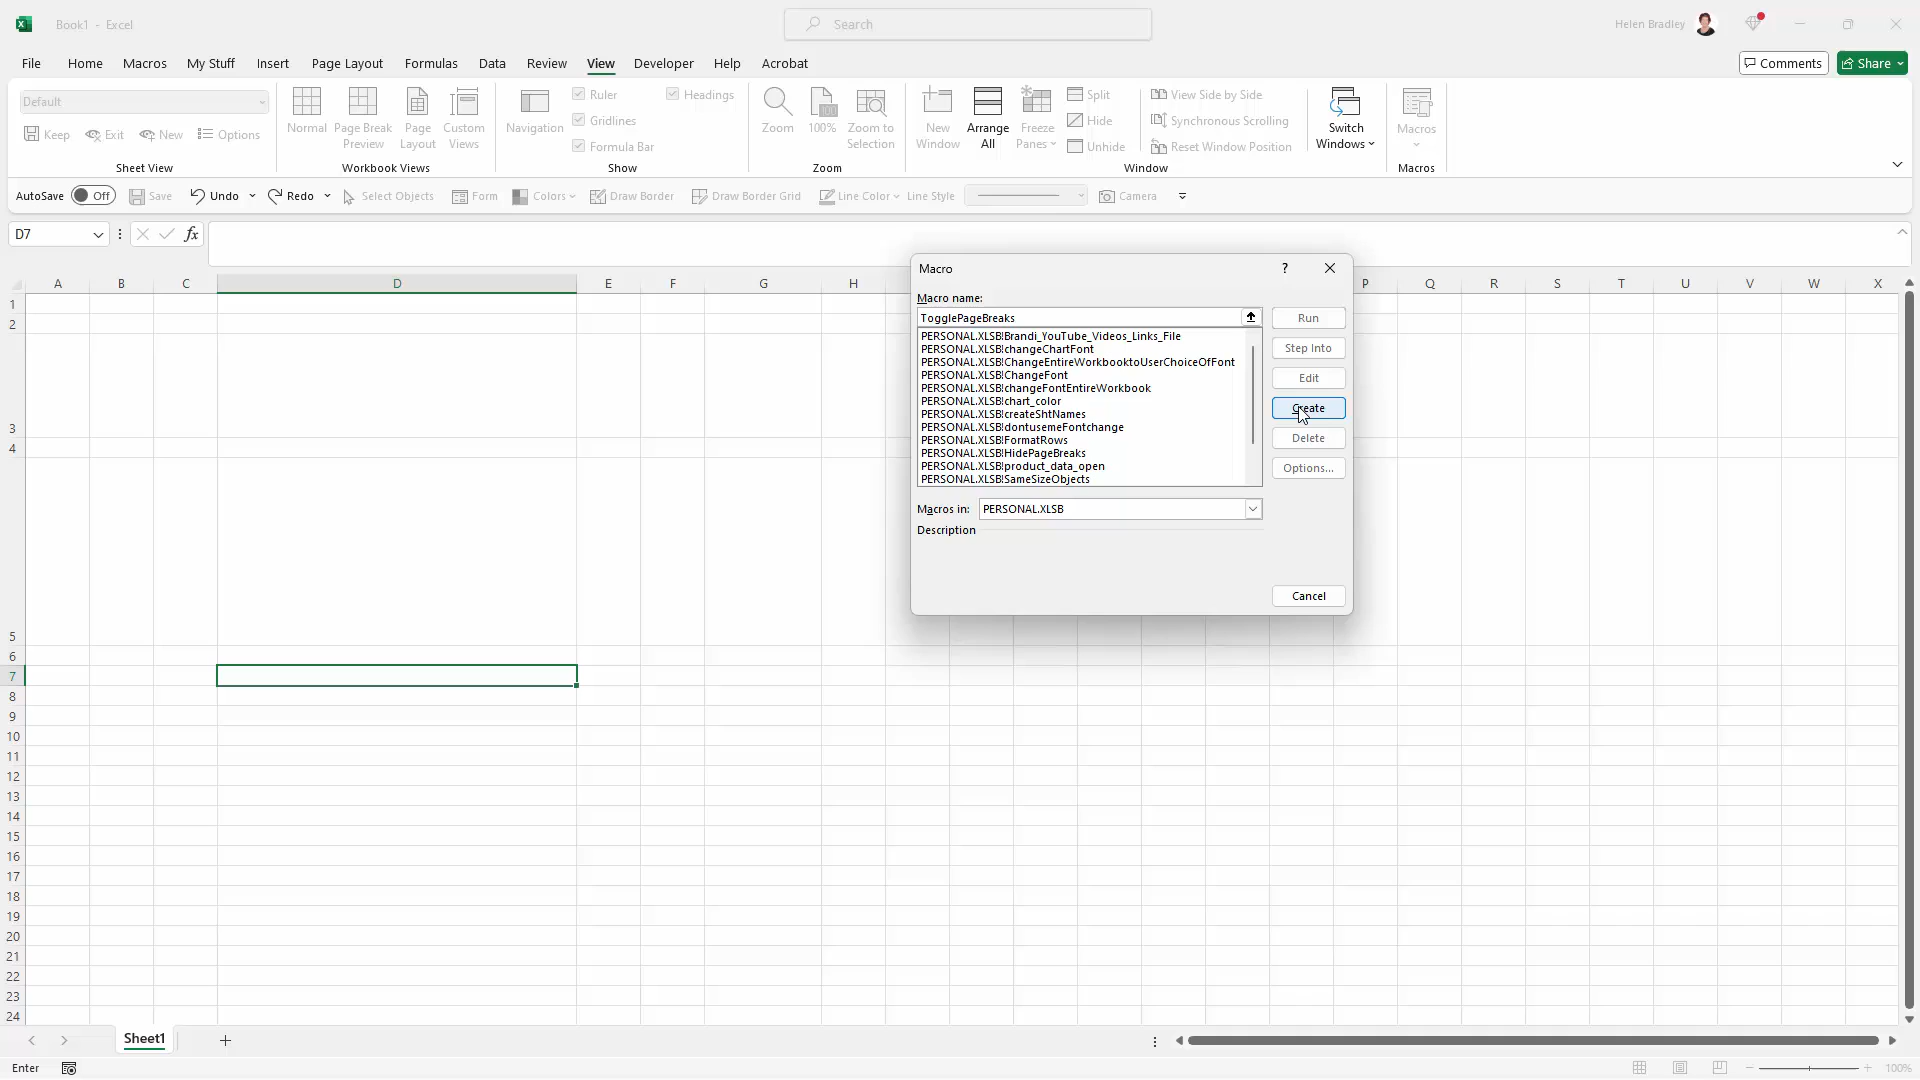 Book1 - Excel
Search
Helen Bradley
File Home Macros My Stuff Insert Page Layout Formulas Data Review View Developer Help Acrobat
Comments Share
Default
Keep Exit New Options
Sheet View
Normal Page Break Preview Page Layout Custom Views
Workbook Views
Navigation
Ruler
Gridlines
Formula Bar
Headings
Show
Zoom 100% Zoom to Selection
Zoom
New Window Arrange All Freeze Panes
Split
Hide
Unhide
View Side by Side
Synchronous Scrolling
Reset Window Position
Switch Windows
Window
Macros
Macros
AutoSave Off Save Undo Redo Select Objects Form Colors Draw Border Draw Border Grid Line Color Line Style Camera
D7
fx
A B C D E F G H P Q R S T U V W X
1
2
3
4
5
6
7
8
9
10
11
12
13
14
15
16
17
18
19
20
21
22
23
24
Macro
?
Macro name:
TogglePageBreaks
PERSONAL.XLSB!Brandi_YouTube_Videos_Links_File
PERSONAL.XLSB!changeChartFont
PERSONAL.XLSB!ChangeEntireWorkbooktoUserChoiceOfFont
PERSONAL.XLSB!ChangeFont
PERSONAL.XLSB!changeFontEntireWorkbook
PERSONAL.XLSB!chart_color
PERSONAL.XLSB!createShtNames
PERSONAL.XLSB!dontusemeFontchange
PERSONAL.XLSB!FormatRows
PERSONAL.XLSB!HidePageBreaks
PERSONAL.XLSB!product_data_open
PERSONAL.XLSB!SameSizeObjects
Run
Step Into
Edit
Create
Delete
Options...
Macros in: PERSONAL.XLSB
Description
Cancel
Sheet1
Enter
100%